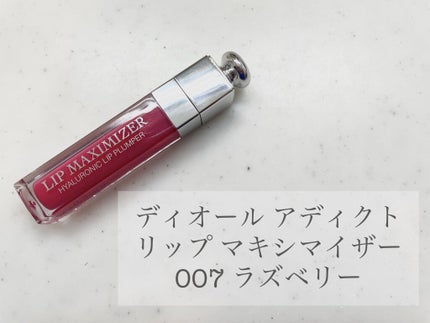 LIP MAXIMIZER
HYALURONIC LIP PLUMPER
ディオール アディクト
リップ マキシマイザー
007 ラズベリー